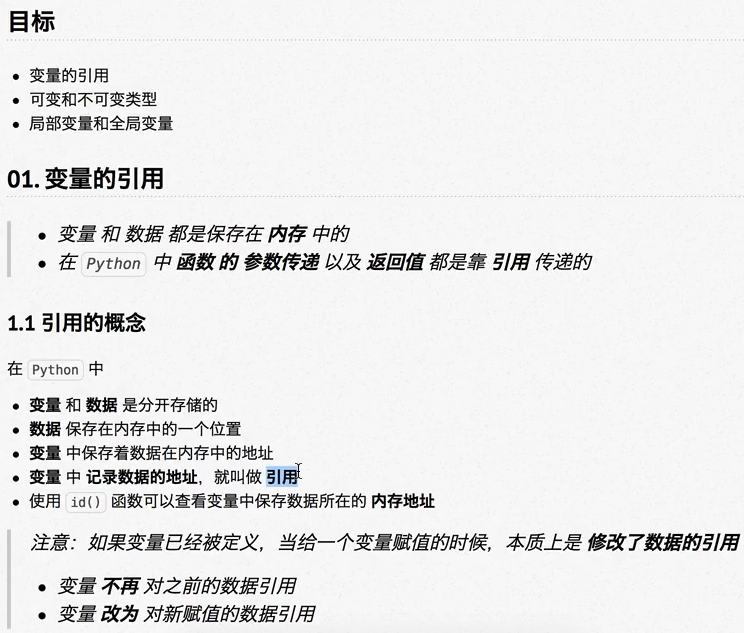 目标
变量的引用
可变和不可变类型
局部变量和全局变量
01. 变量的引用
变量 和 数据 都是保存在 内存 中的
在 Python 中 函数 的 参数传递 以及 返回值 都是靠 引用 传递的
1.1 引用的概念
在 Python 中
变量 和 数据 是分开存储的
数据 保存在内存中的一个位置
变量 中保存着数据在内存中的地址
变量 中 记录数据的地址，就叫做 引用
使用 id() 函数可以查看变量中保存数据所在的 内存地址
注意：如果变量已经被定义，当给一个变量赋值的时候，本质上是 修改了数据的引用
变量 不再 对之前的数据引用
变量 改为 对新赋值的数据引用